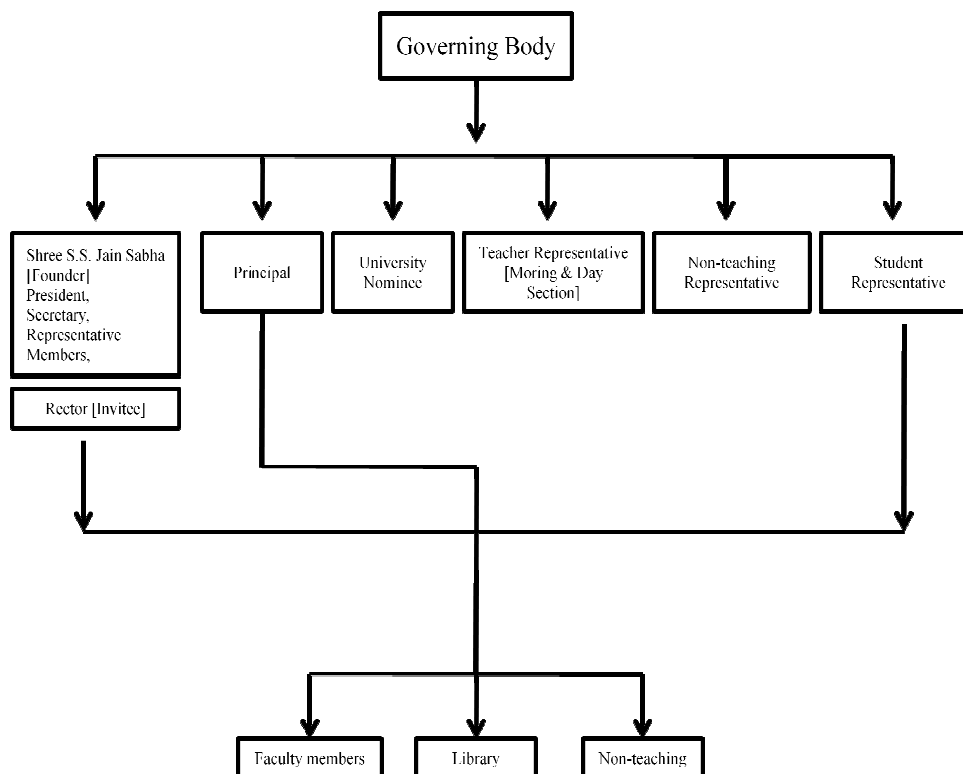 Governing Body
Shree S.S. Jain Sabha
[Founder]
President,
Secretary,
Representative
Members,
Principal
University
Nominee
Teacher Representative
[Moring & Day
Section]
Non-teaching
Representative
Student
Representative
Rector [Invitee]
Faculty members
Library
Non-teaching